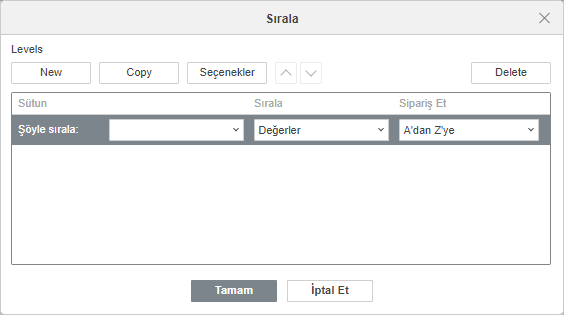 Sırala
Levels
New Copy Seçenekler Delete
Sütun Sırala Sipariş Et
Şöyle sırala: Değerler A'dan Z'ye
Tamam İptal Et